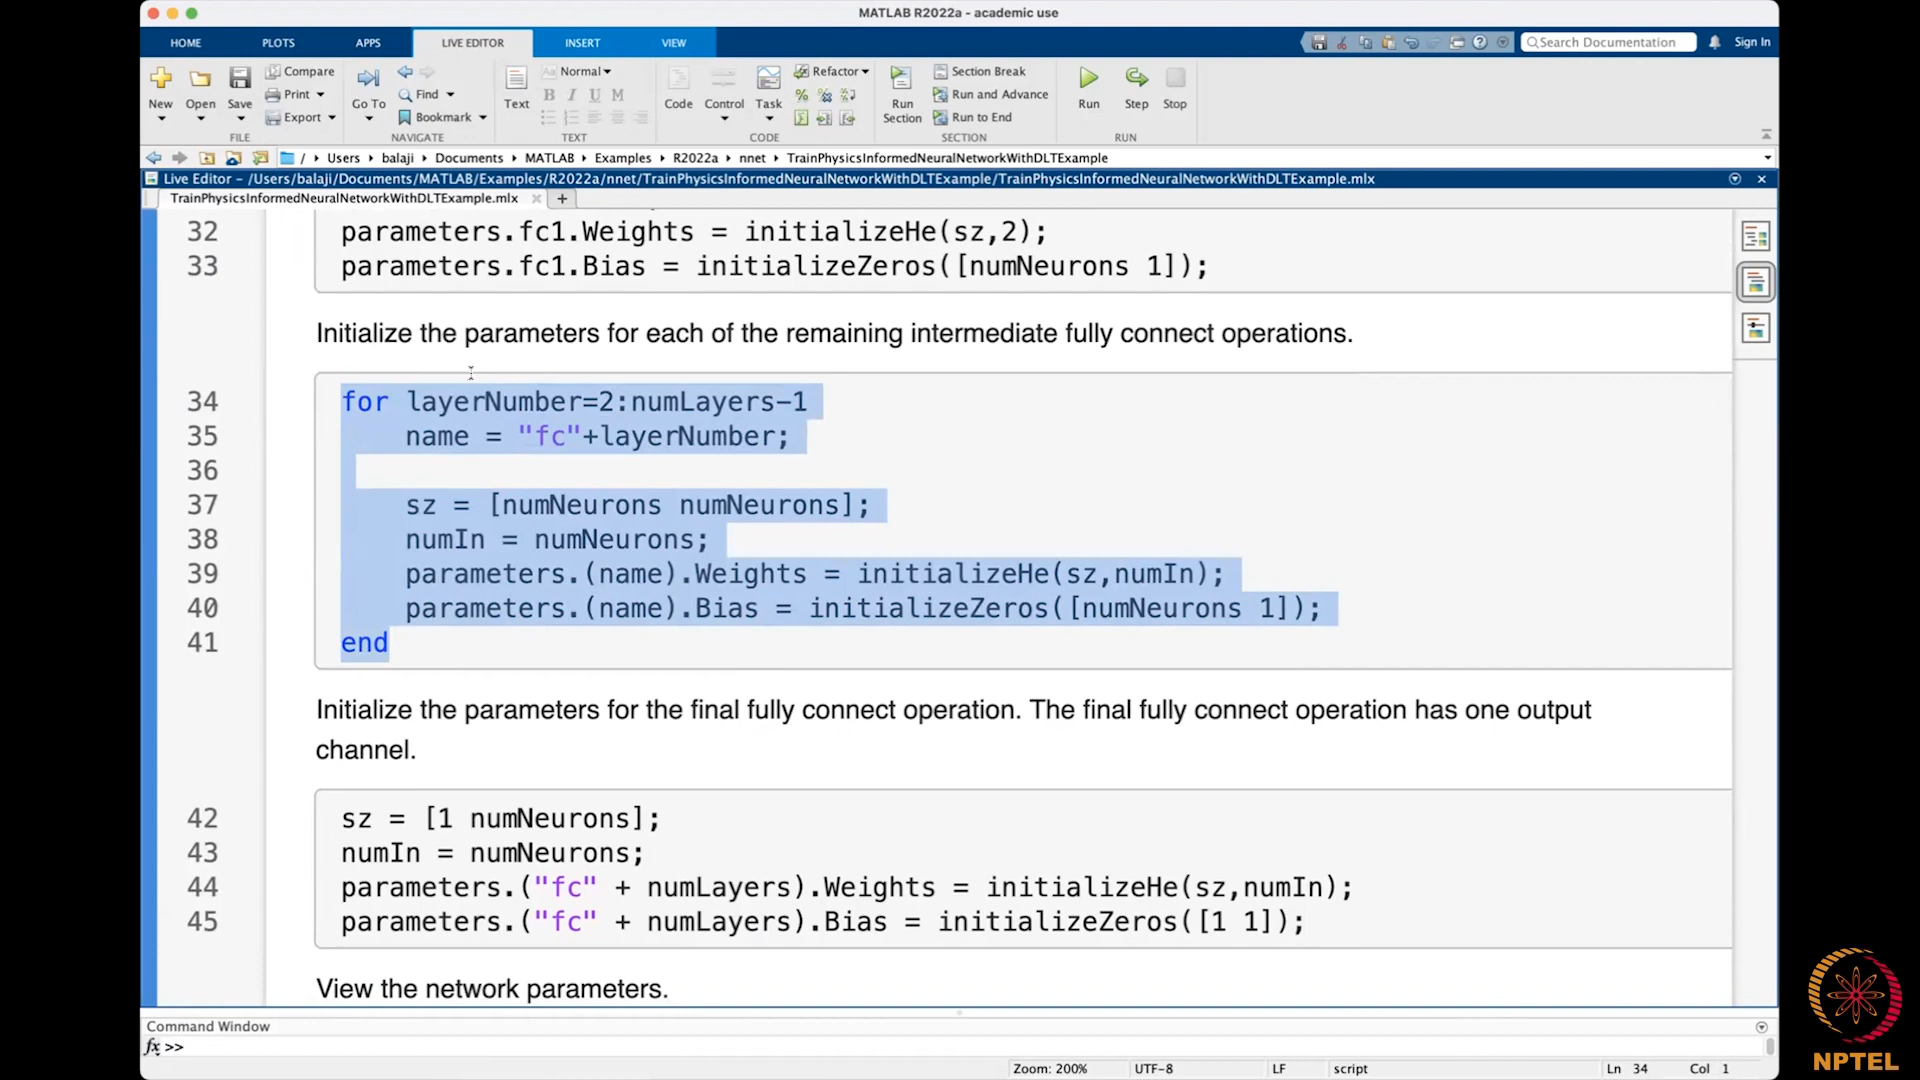 MATLAB R2022a - academic use
HOME PLOTS APPS LIVE EDITOR INSERT VIEW Search Documentation Sign In
New Open Save Compare Print Export Go To Find Bookmark Text Normal B I U M Code Control Task Refactor Run Section Section Break Run and Advance Run to End Run Step Stop
FILE NAVIGATE TEXT CODE SECTION RUN
/ Users balaji Documents MATLAB Examples R2022a nnet TrainPhysicsInformedNeuralNetworkWithDLTExample
Live Editor - /Users/balaji/Documents/MATLAB/Examples/R2022a/nnet/TrainPhysicsInformedNeuralNetworkWithDLTExample/TrainPhysicsInformedNeuralNetworkWithDLTExample.mlx
TrainPhysicsInformedNeuralNetworkWithDLTExample.mlx
32 parameters.fc1.Weights = initializeHe(sz,2);
33 parameters.fc1.Bias = initializeZeros([numNeurons 1]);
Initialize the parameters for each of the remaining intermediate fully connect operations.
34 for layerNumber=2:numLayers-1
35 name = "fc"+layerNumber;
36
37 sz = [numNeurons numNeurons];
38 numIn = numNeurons;
39 parameters.(name).Weights = initializeHe(sz,numIn);
40 parameters.(name).Bias = initializeZeros([numNeurons 1]);
41 end
Initialize the parameters for the final fully connect operation. The final fully connect operation has one output
channel.
42 sz = [1 numNeurons];
43 numIn = numNeurons;
44 parameters.("fc" + numLayers).Weights = initializeHe(sz,numIn);
45 parameters.("fc" + numLayers).Bias = initializeZeros([1 1]);
View the network parameters.
Command Window
fx >>
Zoom: 200% UTF-8 LF script Ln 34 Col 1
NPTEL